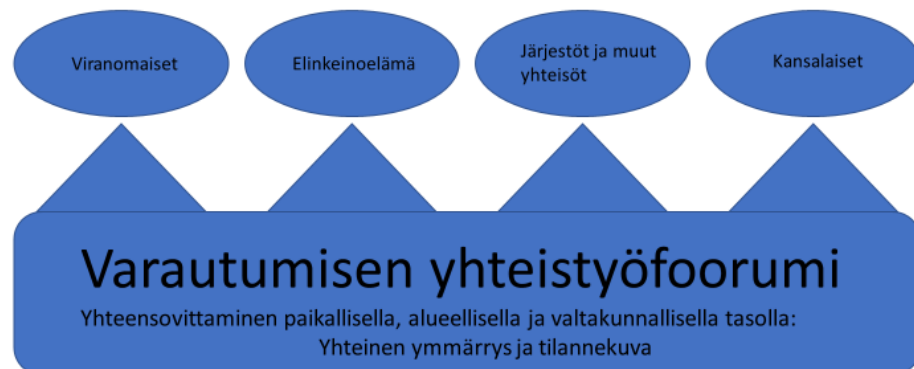 Viranomaiset
Elinkeinoelämä
Järjestöt ja muut
yhteisöt
Kansalaiset
Varautumisen yhteistyöfoorumi
Yhteensovittaminen paikallisella, alueellisella ja valtakunnallisella tasolla:
Yhteinen ymmärrys ja tilannekuva